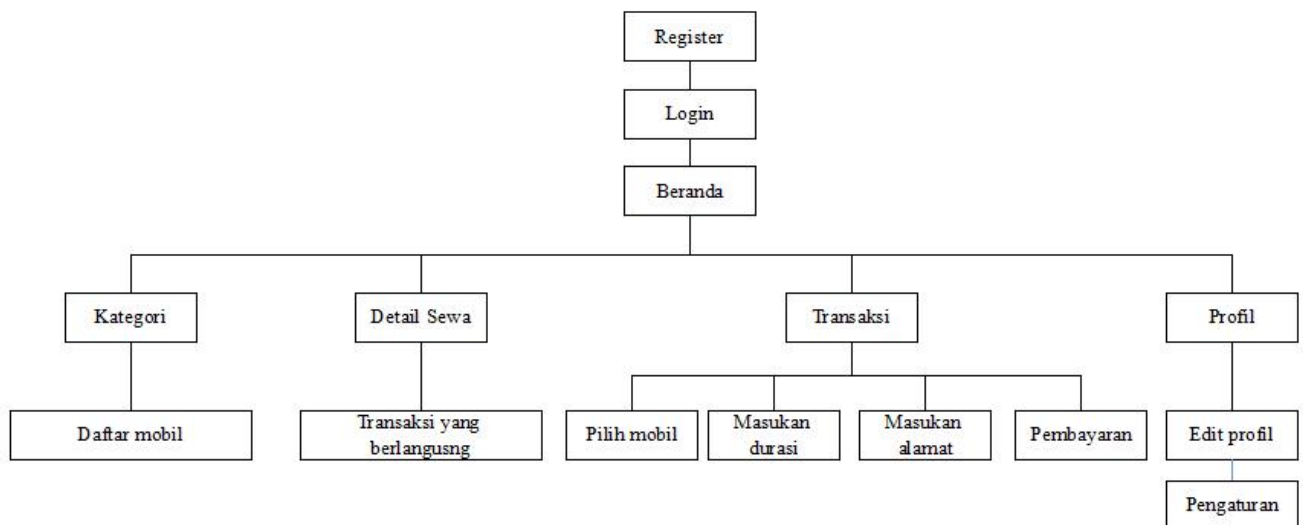 Register
Login
Beranda
Kategori
Detail Sewa
Transaksi
Profil
Daftar mobil
Transaksi yang
berlangusng
Pilih mobil
Masukan
durasi
Masukan
alamat
Pembayaran
Edit profil
Pengaturan